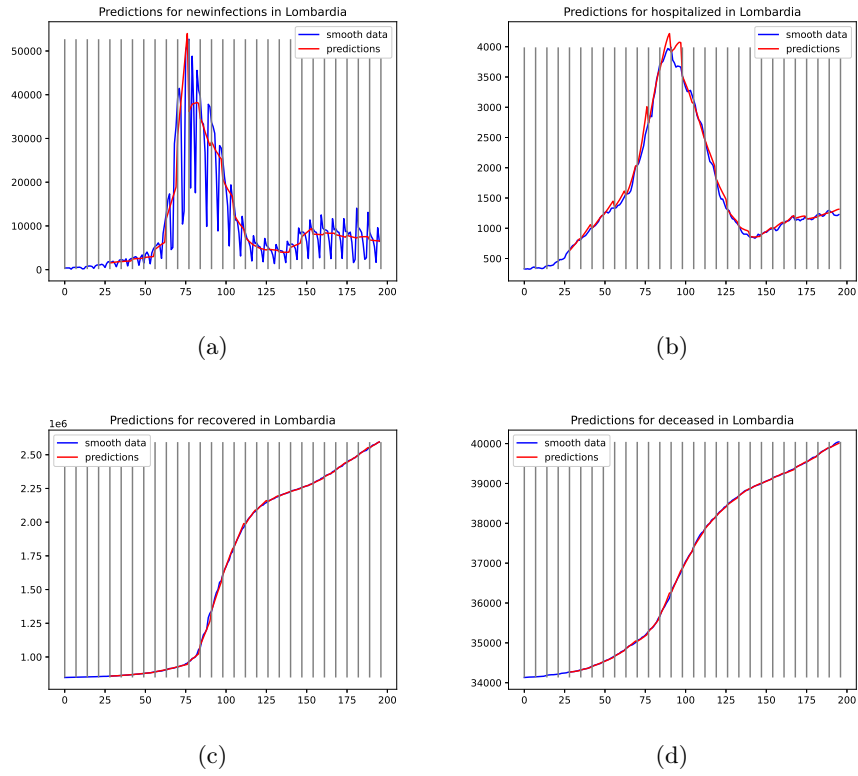 Predictions for newinfections in Lombardia
smooth data
predictions
50000
40000
30000
20000
10000
0
0 25 50 75 100 125 150 175 200
(a)
Predictions for hospitalized in Lombardia
smooth data
predictions
4000
3500
3000
2500
2000
1500
1000
500
0 25 50 75 100 125 150 175 200
(b)
1e6
Predictions for recovered in Lombardia
smooth data
predictions
2.50
2.25
2.00
1.75
1.50
1.25
1.00
0 25 50 75 100 125 150 175 200
(c)
Predictions for deceased in Lombardia
smooth data
predictions
40000
39000
38000
37000
36000
35000
34000
0 25 50 75 100 125 150 175 200
(d)